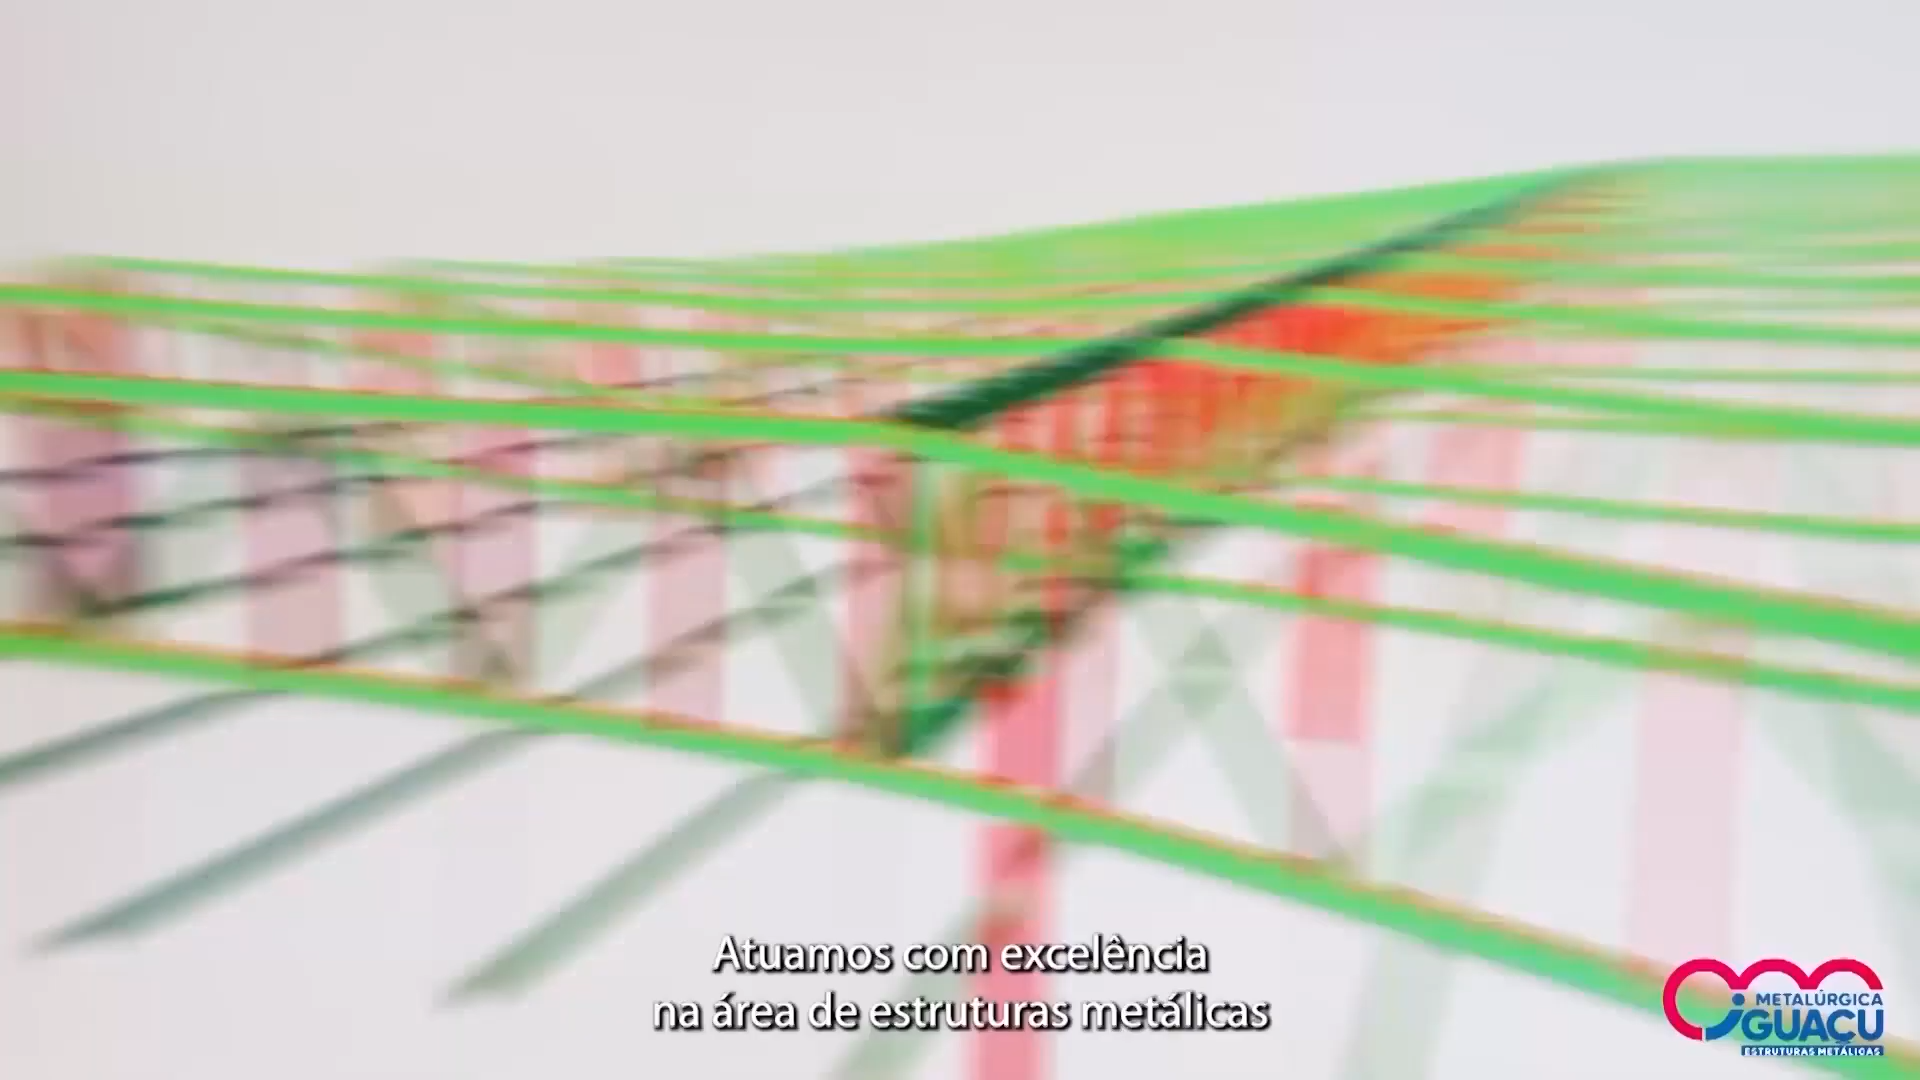 Atuamos com excelência
na área de estruturas metálicas
METALÚRGICA
GUAÇU
ESTRUTURAS METÁLICAS